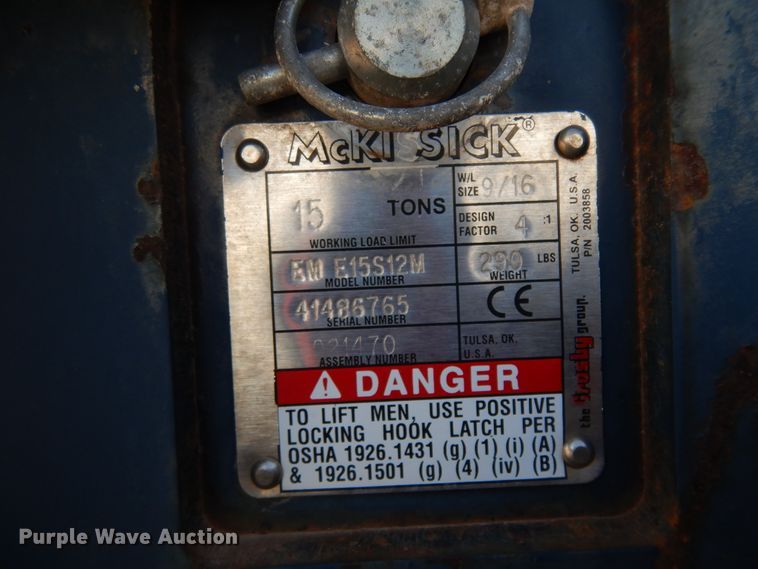 McKISSICK®
15 TONS
WORKING LOAD LIMIT
W/L
SIZE 9/16
DESIGN
FACTOR 4 :1
EM E15S12M
MODEL NUMBER
299 LBS
WEIGHT
41486765
SERIAL NUMBER
CE
ASSEMBLY NUMBER
TULSA, OK.
U.S.A.
the Crosby group.
TULSA, OK. U.S.A.
P/N 2003858
DANGER
TO LIFT MEN, USE POSITIVE
LOCKING HOOK LATCH PER
OSHA 1926.1431 (g) (1) (i) (A)
& 1926.1501 (g) (4) (iv) (B)
Purple Wave Auction